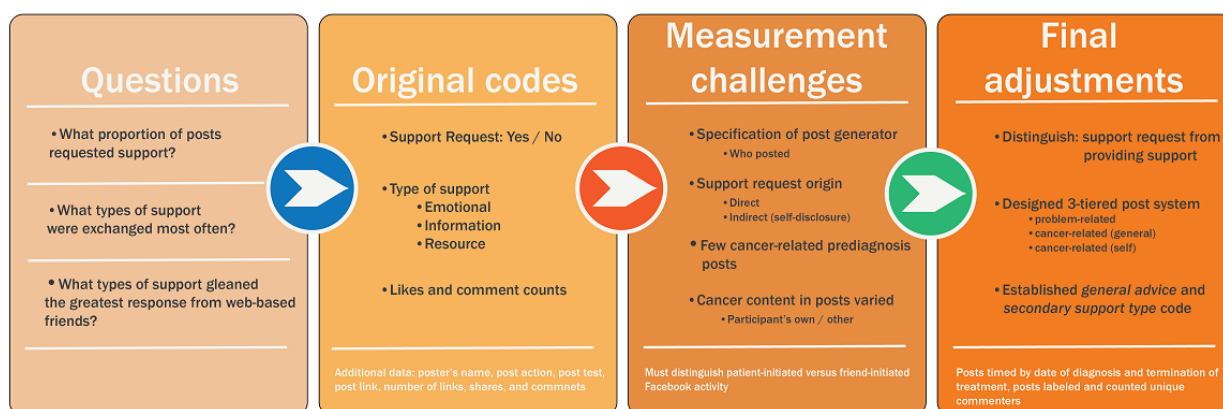 Questions
• What proportion of posts
requested support?
• What types of support
were exchanged most often?
• What types of support gleaned
the greatest response from web-based
friends?
Original codes
• Support Request: Yes / No
• Type of support
• Emotional
• Information
• Resource
• Likes and comment counts
Additional data: poster's name, post action, post test,
post link, number of links, shares, and commnets
Measurement
challenges
• Specification of post generator
• Who posted
• Support request origin
• Direct
• Indirect (self-disclosure)
• Few cancer-related prediagnosis
posts
• Cancer content in posts varied
• Participant's own / other
Must distinguish patient-initiated versus friend-initiated
Facebook activity
Final
adjustments
• Distinguish: support request from
providing support
• Designed 3-tiered post system
• problem-related
• cancer-related (general)
• cancer-related (self)
• Established general advice and
secondary support type code
Posts timed by date of diagnosis and termination of
treatment, posts labeled and counted unique
commenters